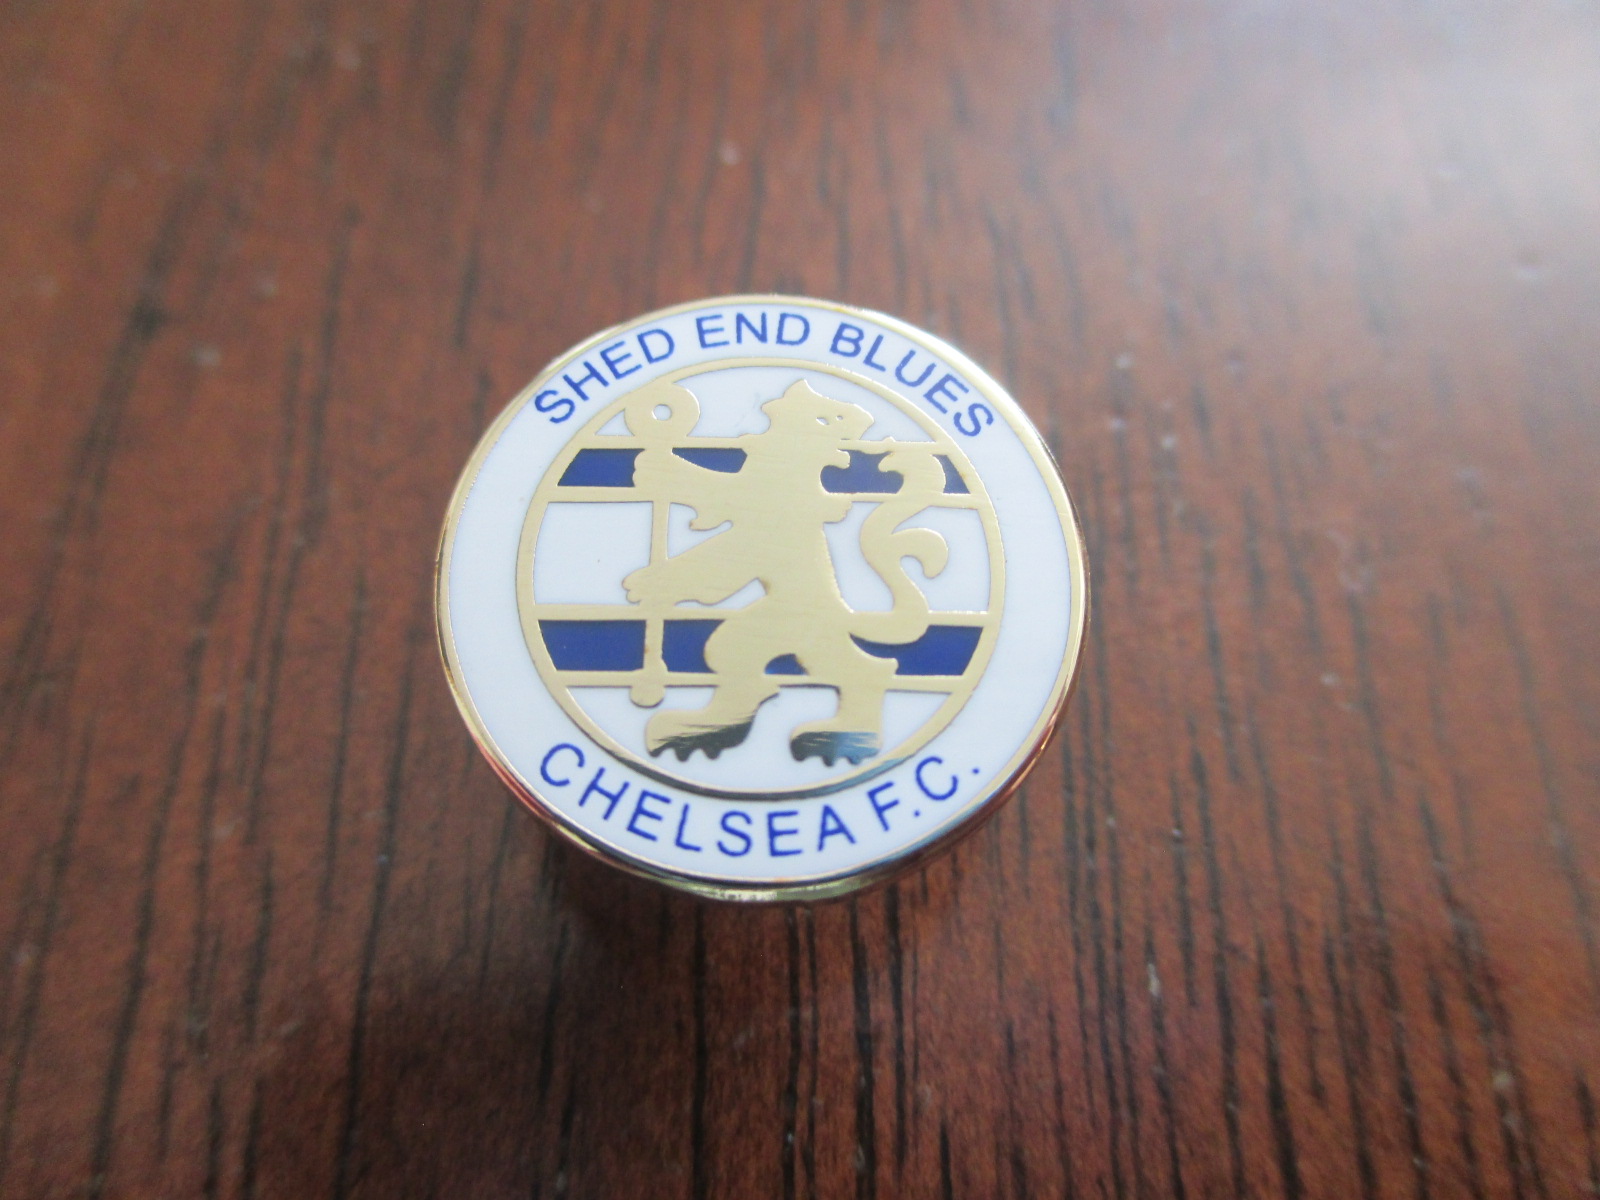 SHED END BLUES
CHELSEA F.C.